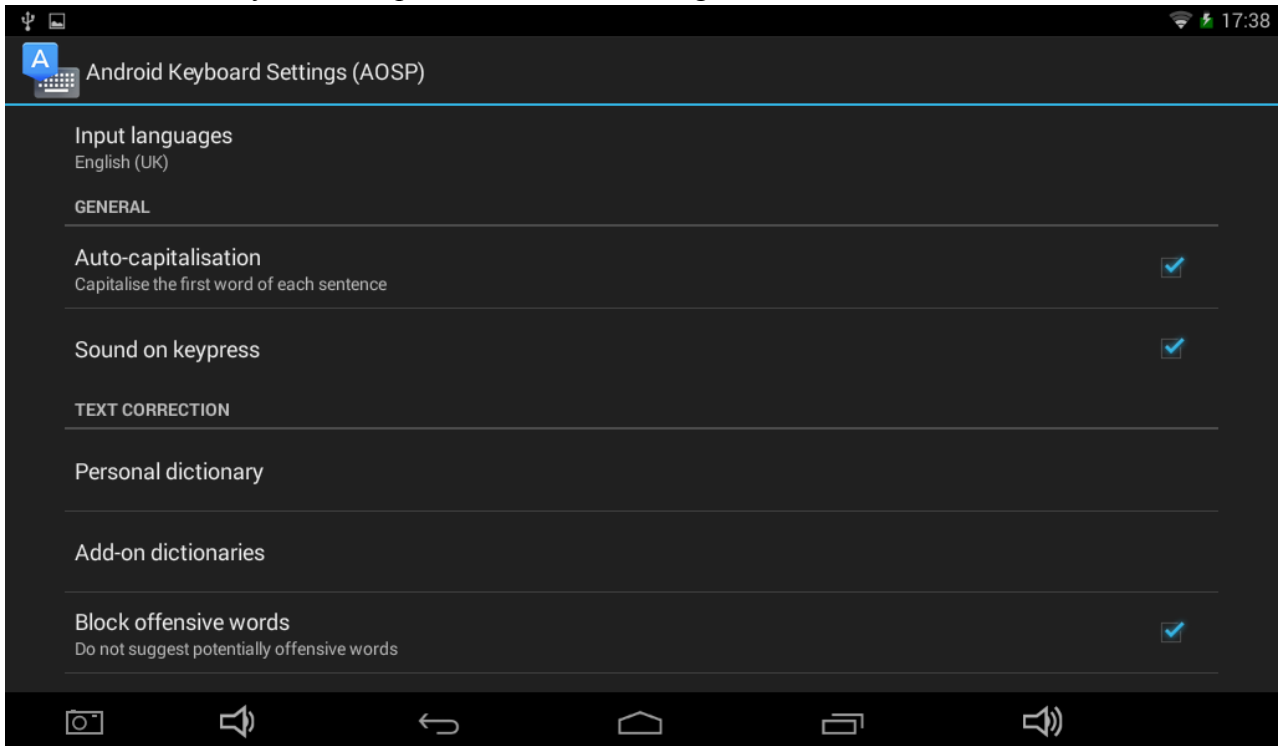 17:38
A
Android Keyboard Settings (AOSP)
Input languages
English (UK)
GENERAL
Auto-capitalisation
Capitalise the first word of each sentence
Sound on keypress
TEXT CORRECTION
Personal dictionary
Add-on dictionaries
Block offensive words
Do not suggest potentially offensive words